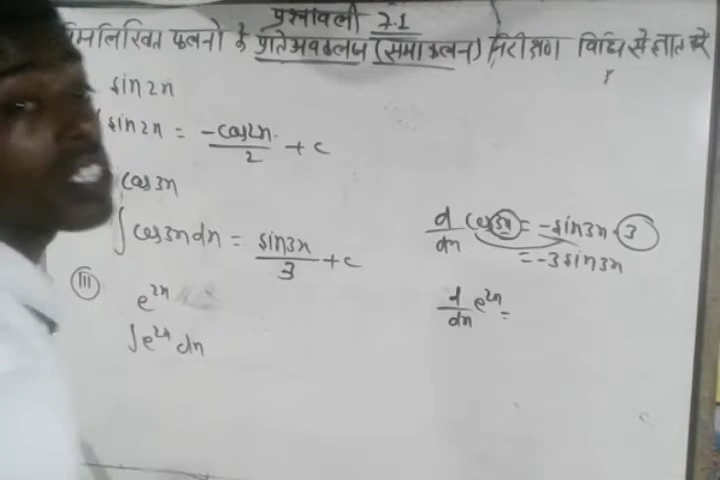 प्रश्नावली 7.1
निम्नलिखित फलनो के प्रतिअवकलज (समाकलन) निरीक्षण विधि से ज्ञात करें
sin2x
∫sin2x = -cos2x/2 + c
cos3x
∫cos3xdx = sin3x/3 + c
d/dx cos3x = -sin3x·3
= -3sin3x
(III) e^2x
∫e^2x dx
d/dx e^2x =